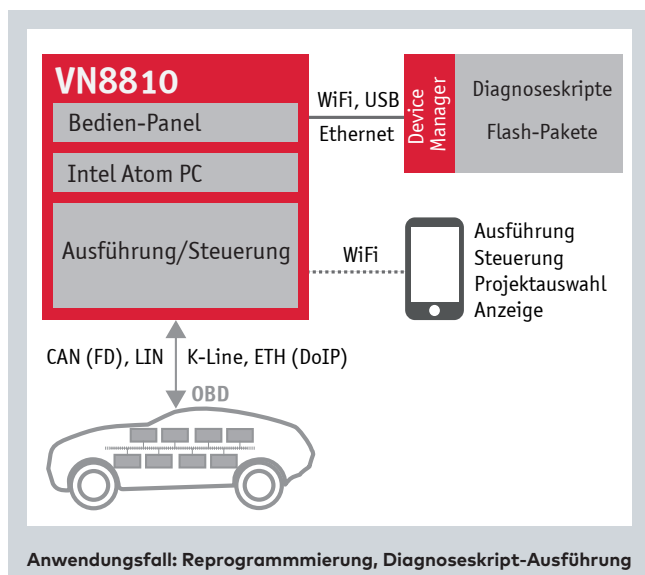 VN8810
Bedien-Panel
Intel Atom PC
Ausführung/Steuerung
WiFi, USB
Ethernet
Device
Manager
Diagnoseskripte
Flash-Pakete
WiFi
Ausführung
Steuerung
Projektauswahl
Anzeige
CAN (FD), LIN
K-Line, ETH (DoIP)
OBD
Anwendungsfall: Reprogrammmierung, Diagnoseskript-Ausführung